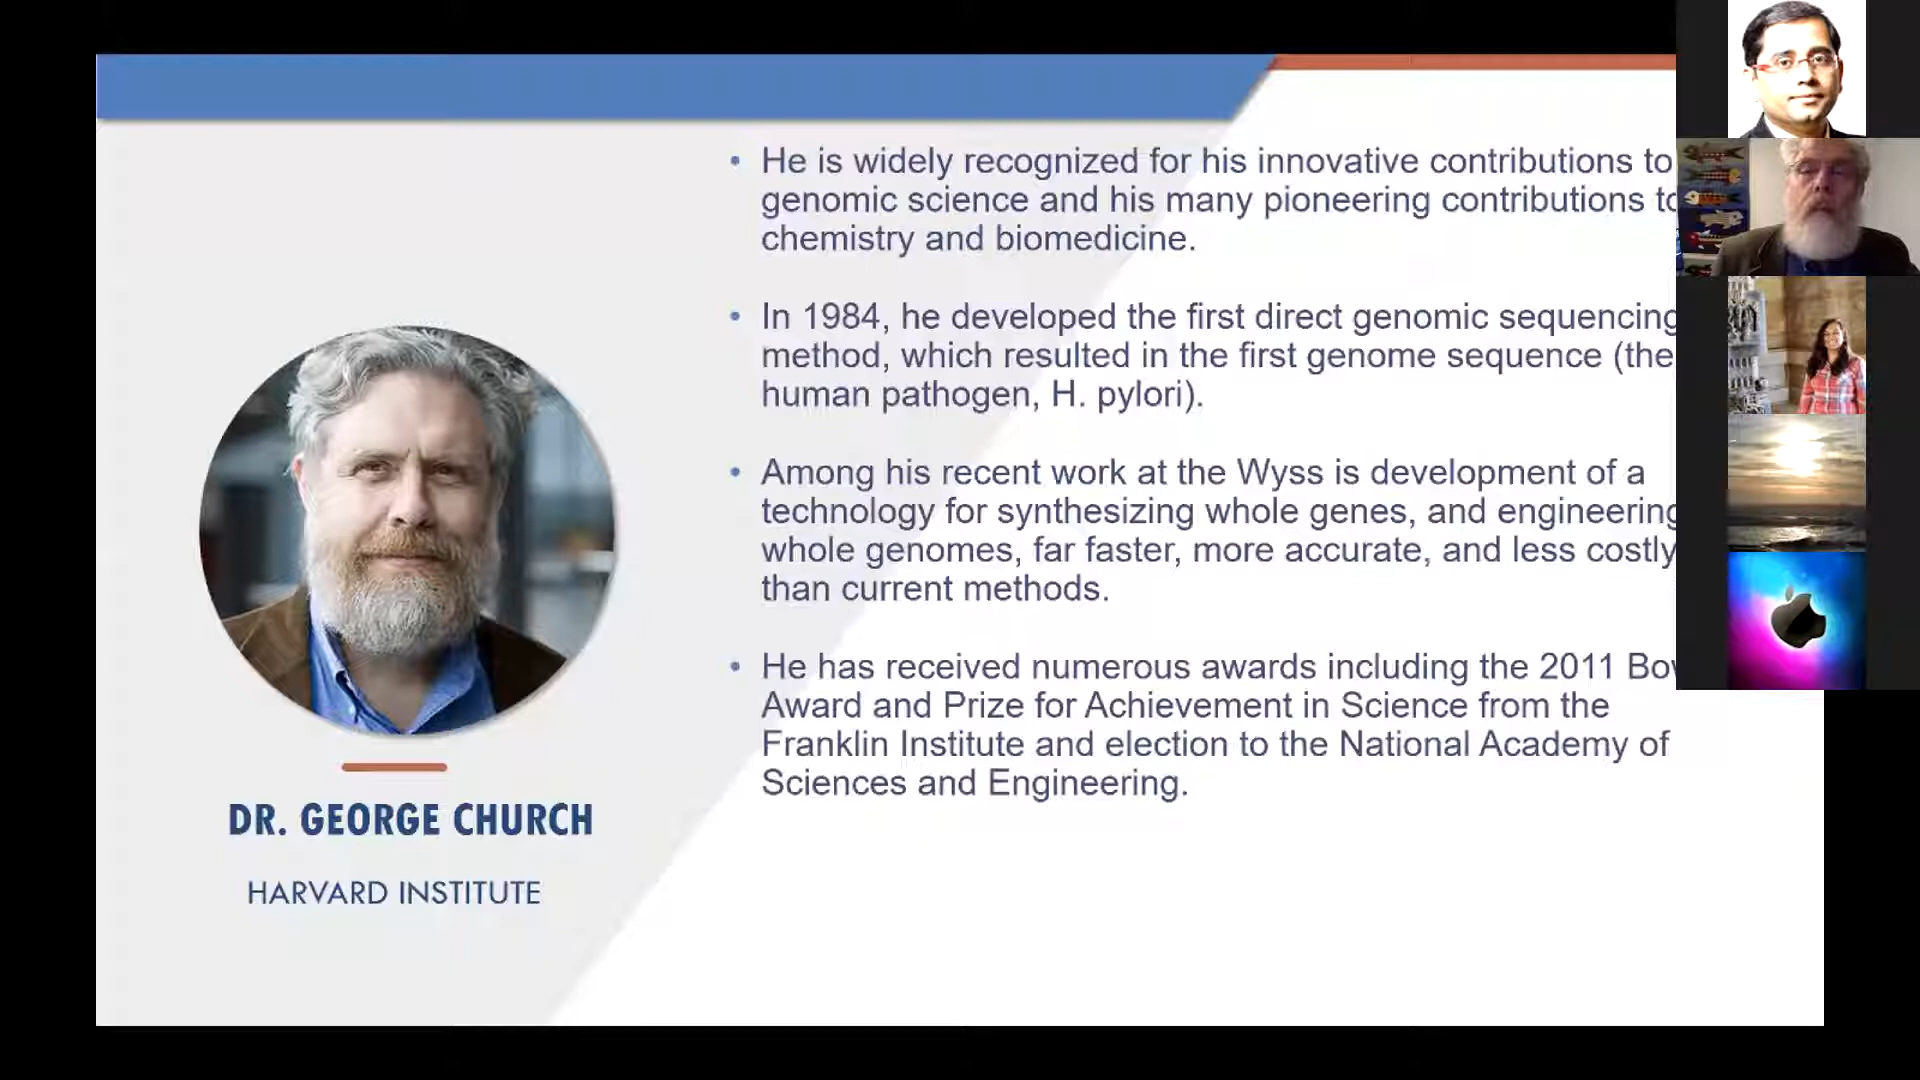 He is widely recognized for his innovative contributions to
genomic science and his many pioneering contributions to
chemistry and biomedicine.
In 1984, he developed the first direct genomic sequencing
method, which resulted in the first genome sequence (the
human pathogen, H. pylori).
Among his recent work at the Wyss is development of a
technology for synthesizing whole genes, and engineering
whole genomes, far faster, more accurate, and less costly
than current methods.
He has received numerous awards including the 2011
Award and Prize for Achievement in Science from the
Franklin Institute and election to the National Academy of
Sciences and Engineering.
DR. GEORGE CHURCH
HARVARD INSTITUTE